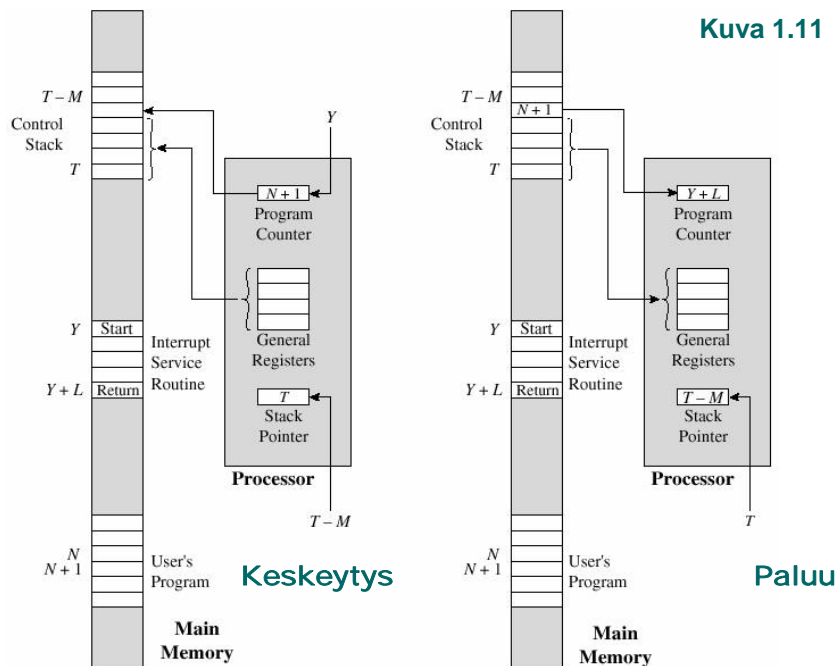 Kuva 1.11
T – M
Control
Stack
T
Y
N + 1
Program
Counter
General
Registers
Y
Start
Interrupt
Service
Routine
Y + L
Return
T
Stack
Pointer
Processor
T – M
N
N + 1
User's
Program
Keskeytys
Main
Memory
T – M
N + 1
Control
Stack
T
Y + L
Program
Counter
General
Registers
Y
Start
Interrupt
Service
Routine
Y + L
Return
T – M
Stack
Pointer
Processor
T
N
N + 1
User's
Program
Paluu
Main
Memory